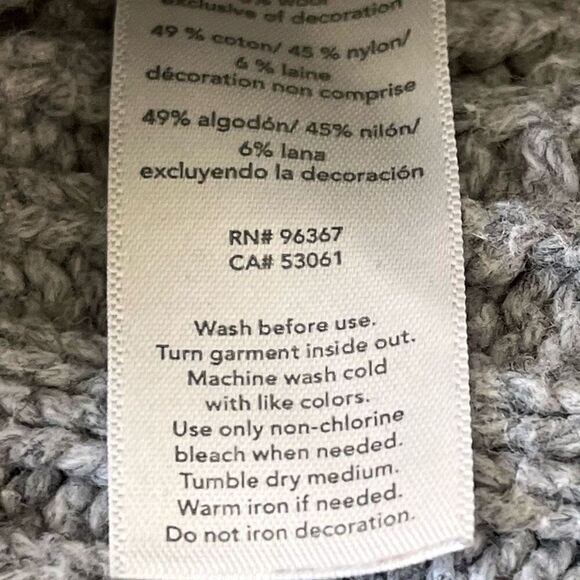 % wool
exclusive of decoration
49 % coton/ 45 % nylon/
6 % laine
décoration non comprise
49% algodón/ 45% nilón/
6% lana
excluyendo la decoración
RN# 96367
CA# 53061
Wash before use.
Turn garment inside out.
Machine wash cold
with like colors.
Use only non-chlorine
bleach when needed.
Tumble dry medium.
Warm iron if needed.
Do not iron decoration.